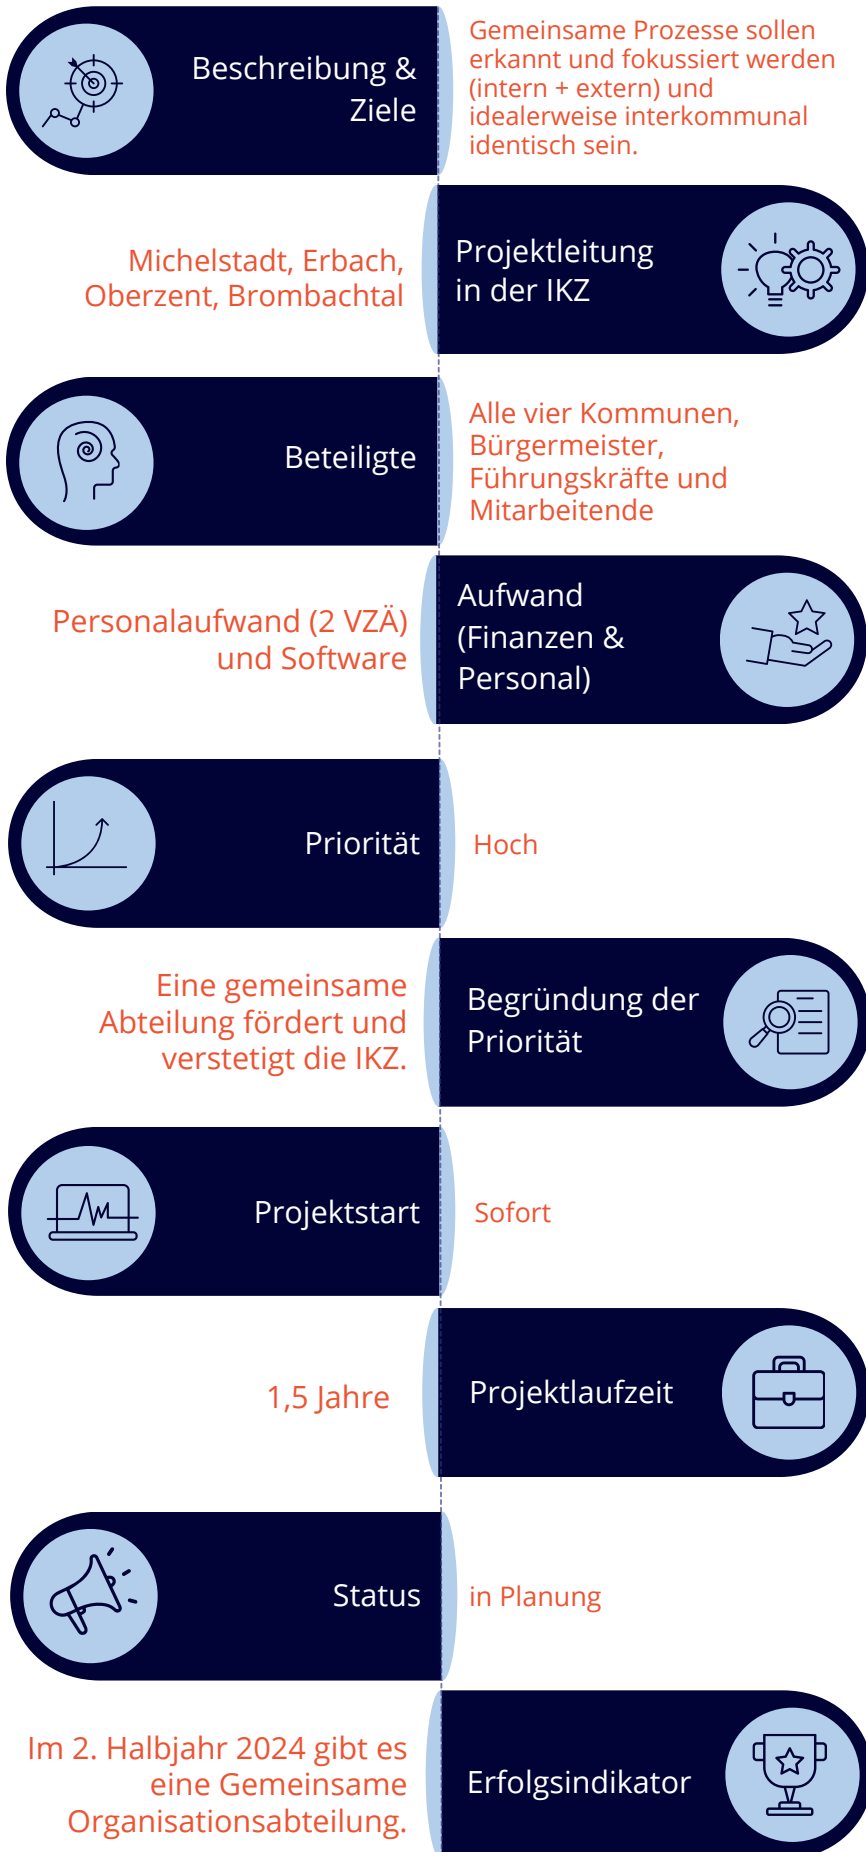 Beschreibung &
Ziele
Gemeinsame Prozesse sollen
erkannt und fokussiert werden
(intern + extern) und
idealerweise interkommunal
identisch sein.
Projektleitung
in der IKZ
Michelstadt, Erbach,
Oberzent, Brombachtal
Beteiligte
Alle vier Kommunen,
Bürgermeister,
Führungskräfte und
Mitarbeitende
Aufwand
(Finanzen &
Personal)
Personalaufwand (2 VZÄ)
und Software
Priorität
Hoch
Begründung der
Priorität
Eine gemeinsame
Abteilung fördert und
verstetigt die IKZ.
Projektstart
Sofort
Projektlaufzeit
1,5 Jahre
Status
in Planung
Erfolgsindikator
Im 2. Halbjahr 2024 gibt es
eine Gemeinsame
Organisationsabteilung.